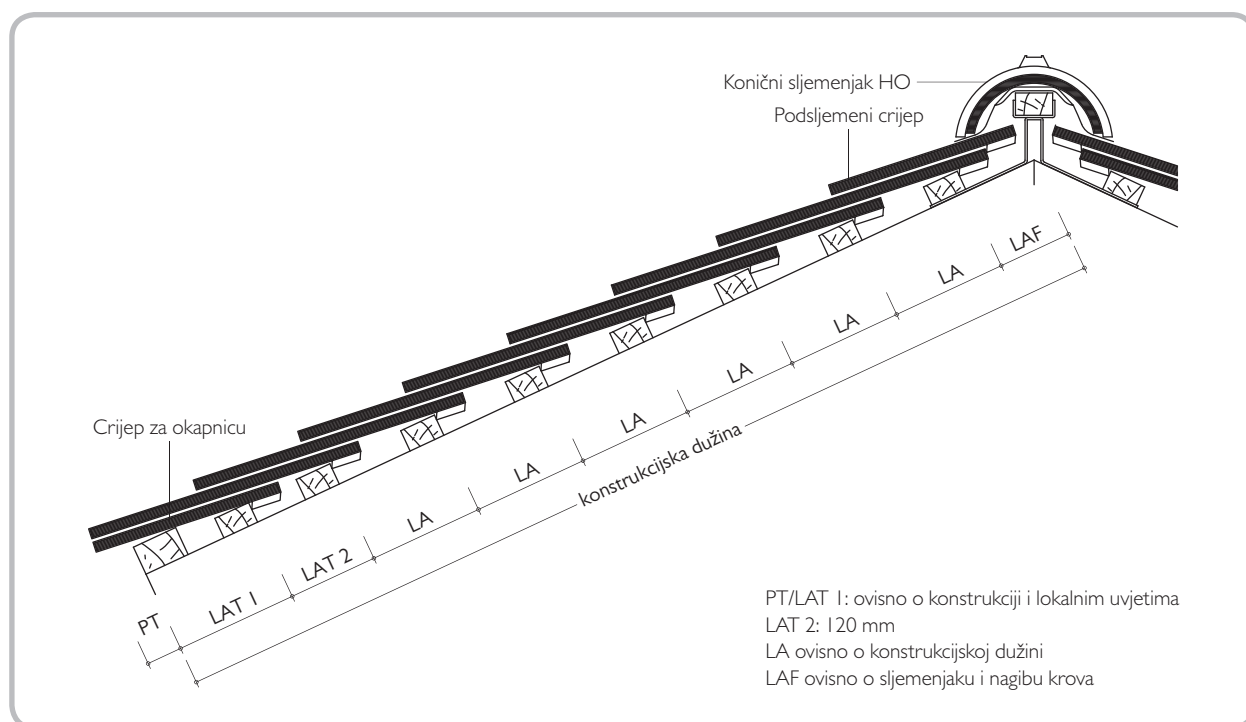 Konični sljemenjak HO
Podsljemeni crijep
Crijep za okapnicu
PT
LAT 1
LAT 2
LA
LA
LA
LA
LA
LA
LAF
konstrukcijska dužina
PT/LAT 1: ovisno o konstrukciji i lokalnim uvjetima
LAT 2: 120 mm
LA ovisno o konstrukcijskoj dužini
LAF ovisno o sljemenjaku i nagibu krova